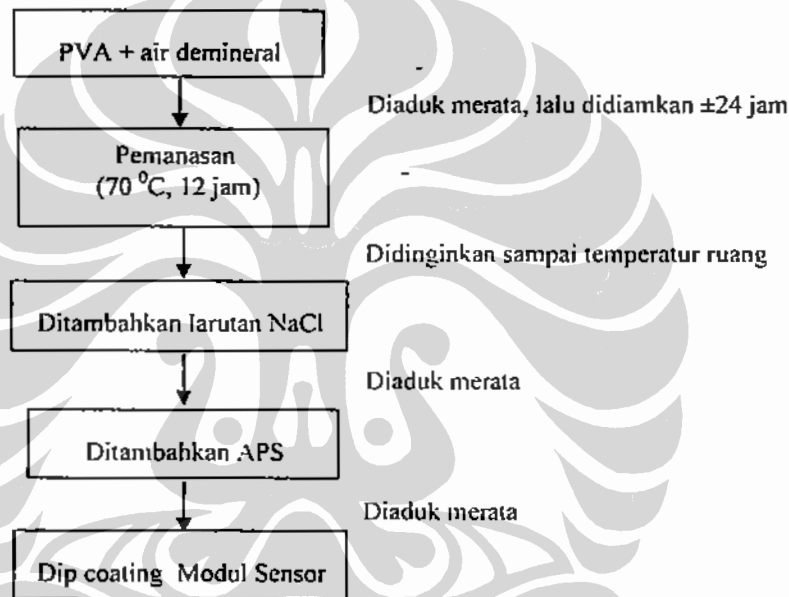 PVA + air demineral
Diaduk merata, lalu didiamkan ±24 jam
Pemanasan
(70 ⁰C, 12 jam)
Didinginkan sampai temperatur ruang
Ditambahkan larutan NaCl
Diaduk merata
Ditambahkan APS
Diaduk merata
Dip coating Modul Sensor